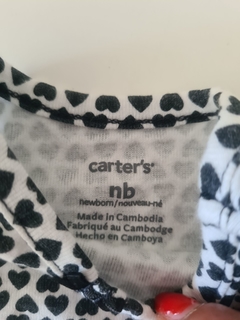 carter's
nb
newborn/nouveau-né
Made in Cambodia
Fabriqué au Cambodge
Hecho en Camboya